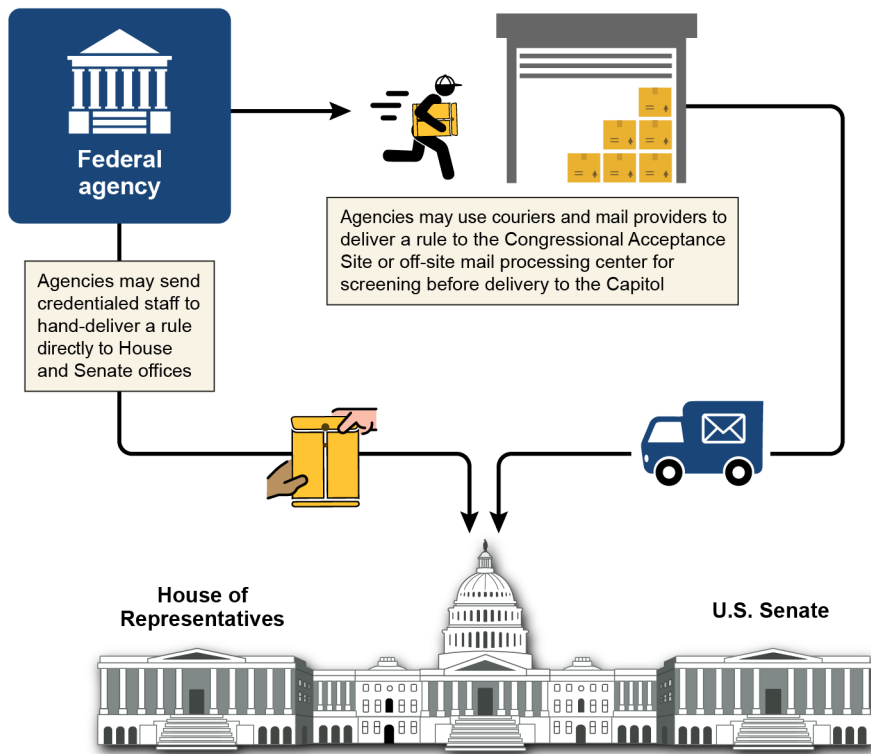 Federal
agency
Agencies may use couriers and mail providers to
deliver a rule to the Congressional Acceptance
Site or off-site mail processing center for
screening before delivery to the Capitol
Agencies may send
credentialed staff to
hand-deliver a rule
directly to House
and Senate offices
House of
Representatives
U.S. Senate